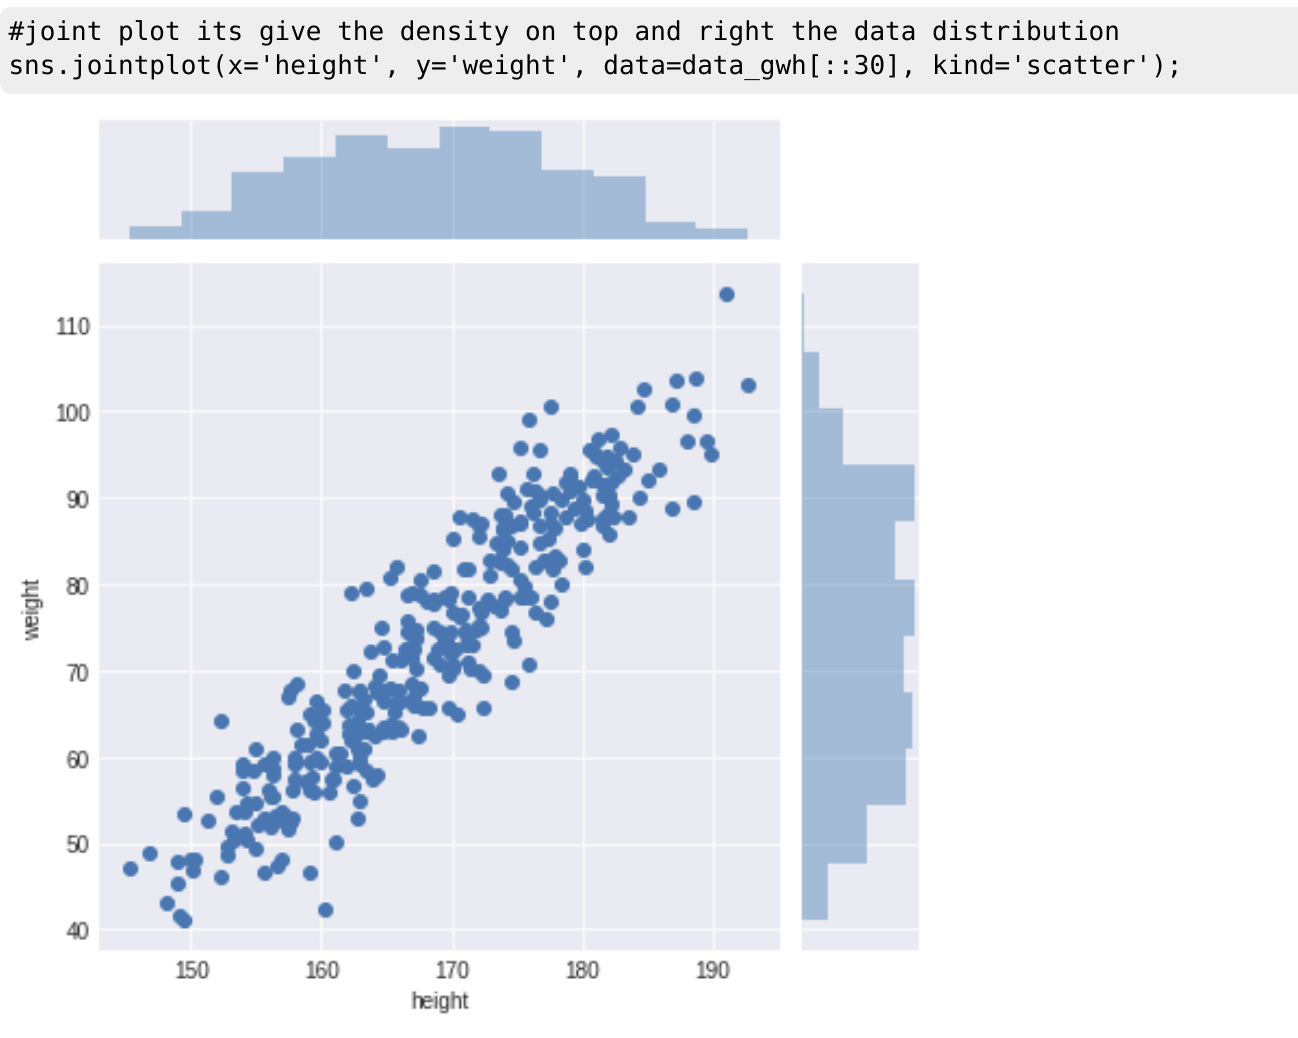 #joint plot its give the density on top and right the data distribution
sns.jointplot(x='height', y='weight', data=data_gwh[::30], kind='scatter');
110
100
90
80
70
60
50
40
weight
150 160 170 180 190
height